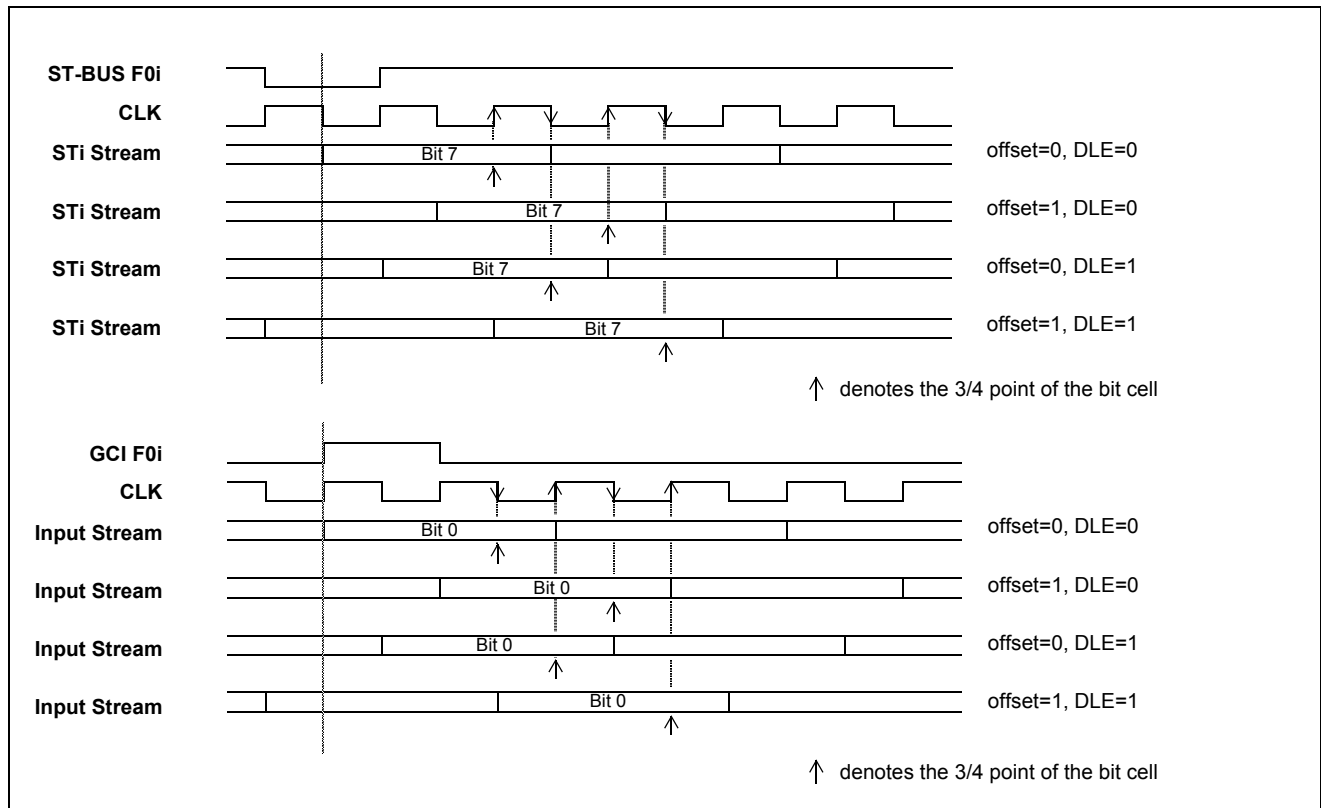 ST-BUS F0i
CLK
STi Stream Bit 7 offset=0, DLE=0
STi Stream Bit 7 offset=1, DLE=0
STi Stream Bit 7 offset=0, DLE=1
STi Stream Bit 7 offset=1, DLE=1
denotes the 3/4 point of the bit cell
GCI F0i
CLK
Input Stream Bit 0 offset=0, DLE=0
Input Stream Bit 0 offset=1, DLE=0
Input Stream Bit 0 offset=0, DLE=1
Input Stream Bit 0 offset=1, DLE=1
denotes the 3/4 point of the bit cell